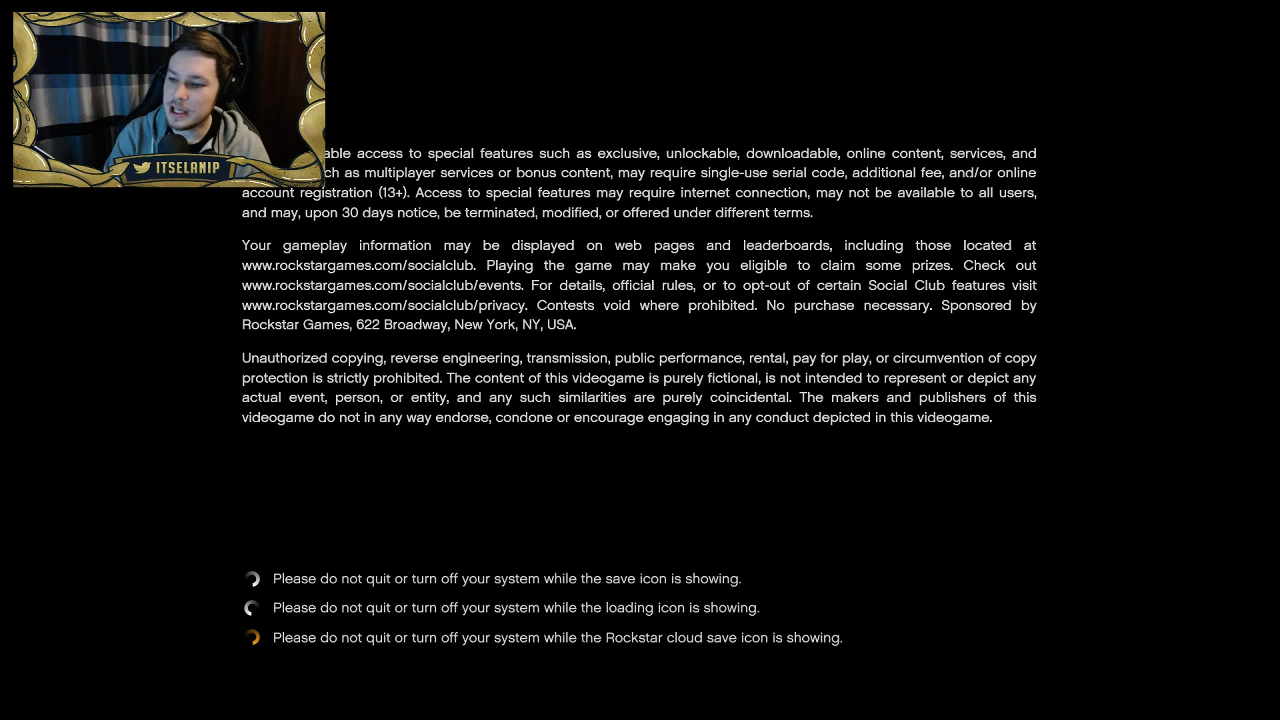 ITSELANIP
able access to special features such as exclusive, unlockable, downloadable, online content, services, and
ch as multiplayer services or bonus content, may require single-use serial code, additional fee, and/or online
account registration (13+). Access to special features may require internet connection, may not be available to all users,
and may, upon 30 days notice, be terminated, modified, or offered under different terms.
Your gameplay information may be displayed on web pages and leaderboards, including those located at
www.rockstargames.com/socialclub. Playing the game may make you eligible to claim some prizes. Check out
www.rockstargames.com/socialclub/events. For details, official rules, or to opt-out of certain Social Club features visit
www.rockstargames.com/socialclub/privacy. Contests void where prohibited. No purchase necessary. Sponsored by
Rockstar Games, 622 Broadway, New York, NY, USA.
Unauthorized copying, reverse engineering, transmission, public performance, rental, pay for play, or circumvention of copy
protection is strictly prohibited. The content of this videogame is purely fictional, is not intended to represent or depict any
actual event, person, or entity, and any such similarities are purely coincidental. The makers and publishers of this
videogame do not in any way endorse, condone or encourage engaging in any conduct depicted in this videogame.
Please do not quit or turn off your system while the save icon is showing.
Please do not quit or turn off your system while the loading icon is showing.
Please do not quit or turn off your system while the Rockstar cloud save icon is showing.